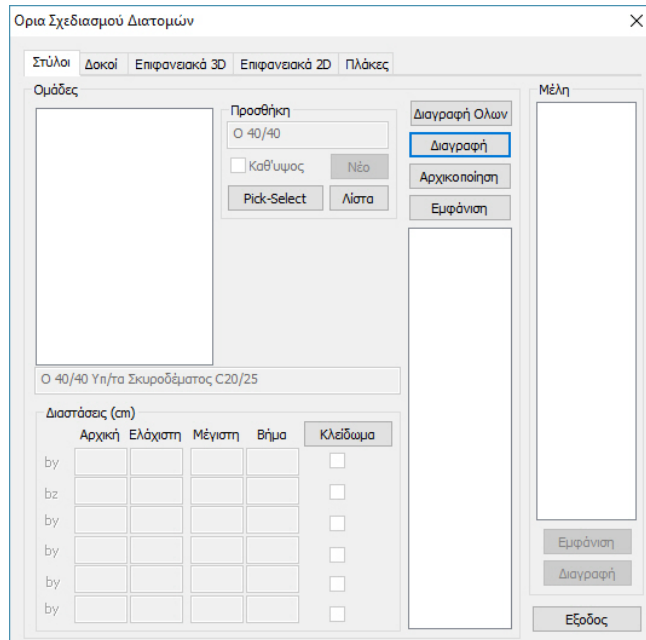 Ορια Σχεδιασμού Διατομών
Στύλοι Δοκοί Επιφανειακά 3D Επιφανειακά 2D Πλάκες
Ομάδες
Προσθήκη
O 40/40
Καθ'υψος Νέο
Pick-Select Λίστα
Διαγραφή Ολων
Διαγραφή
Αρχικοποίηση
Εμφάνιση
Μέλη
O 40/40 Υπ/τα Σκυροδέματος C20/25
Διαστάσεις (cm)
Αρχική Ελάχιστη Μέγιστη Βήμα Κλείδωμα
by
bz
by
by
by
by
Εμφάνιση
Διαγραφή
Εξοδος